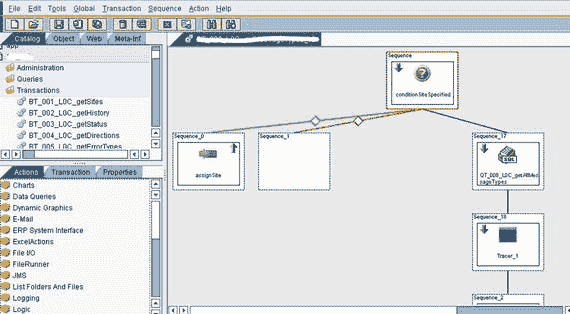 File Edit Tools Global Transaction Sequence Action Help
Catalog Object Web Meta-Inf
app
Administration
Queries
Transactions
BT_001_LOC_getSites
BT_002_LOC_getHistory
BT_003_LOC_getStatus
BT_004_LOC_getDirections
BT_005_LOC_getErrorTypes
Actions Transaction Properties
Charts
Data Queries
Dynamic Graphics
E-Mail
ERP System Interface
ExcelActions
File I/O
FileRunner
JMS
List Folders And Files
Logging
Logic
Sequence
conditionSiteSpecified
Sequence_0
assignSite
Sequence_1
Sequence_17
SQL
QT_008_LOC_getAllMes
sageTypes
Sequence_18
Tracer_1
Sequence_2